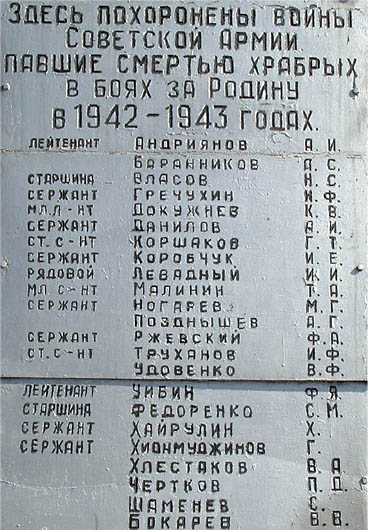 ЗДЕСЬ ПОХОРОНЕНЫ ВОИНЫ
СОВЕТСКОЙ АРМИИ
ПАВШИЕ СМЕРТЬЮ ХРАБРЫХ
В БОЯХ ЗА РОДИНУ
В 1942-1943 ГОДАХ.
ЛЕЙТЕНАНТ АНДРИЯНОВ А.И.
БАРАННИКОВ А.С.
СТАРШИНА ВЛАСОВ Н.С.
СЕРЖАНТ ГРЕЧУХИН И.Ф.
МЛ.Л-НТ ДОКУЖНЕВ К.В.
СЕРЖАНТ ДАНИЛОВ А.И.
СТ.С-НТ КОРШАКОВ Г.Т.
СЕРЖАНТ КОРОБЧУК И.Е.
РЯДОВОЙ ЛЕВАДНЫЙ И.И.
МЛ.С-НТ МАЛИНИН Т.А.
СЕРЖАНТ НОГАРЕВ М.Г.
ПОЗДНЫШЕВ А.Г.
СЕРЖАНТ РЖЕВСКИЙ Ф.А.
СТ.С-НТ ТРУХАНОВ И.Ф.
УДОВЕНКО В.Ф.
ЛЕЙТЕНАНТ УИБИН Ф.Я.
СТАРШИНА ФЕДОРЕНКО С.М.
СЕРЖАНТ ХАЙРУЛИН Х.
СЕРЖАНТ ХИОНМУДЖИНОВ Г.
ХЛЕСТАКОВ В.А.
ЧЕРТКОВ П.Д.
ШАМЕНЕВ С.
БОКАРЕВ В.В.